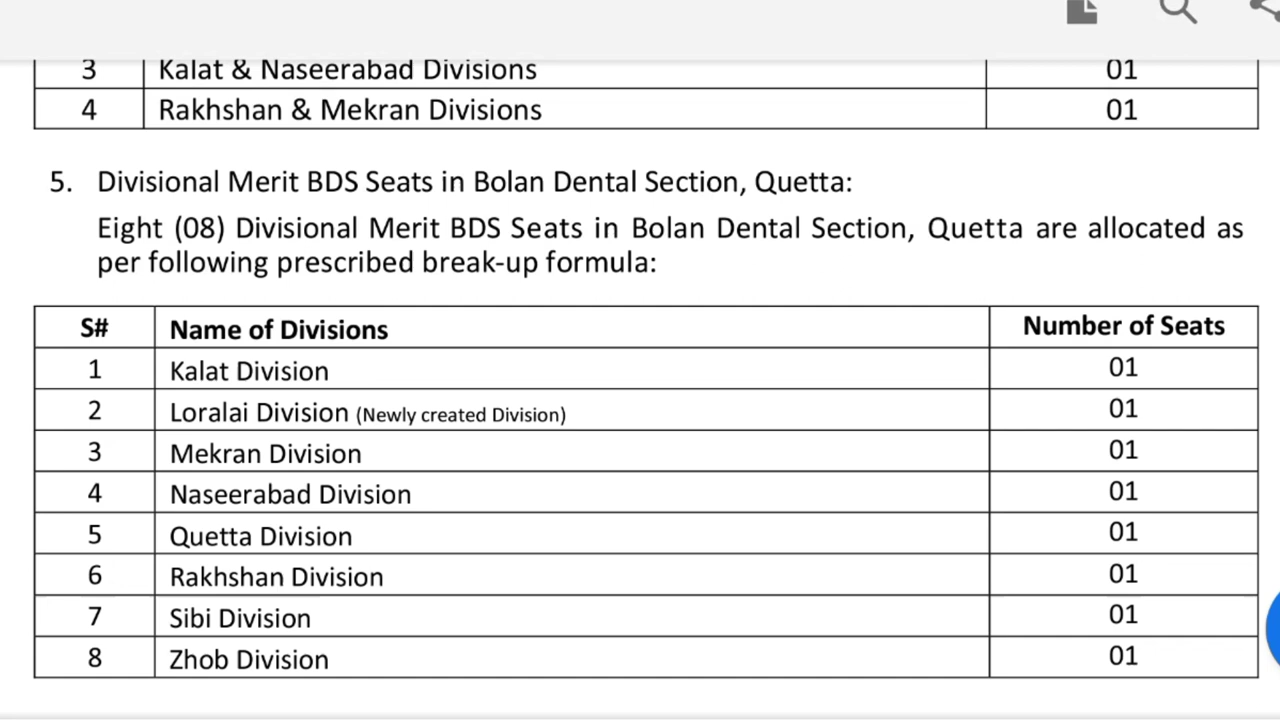 3 Kalat & Naseerabad Divisions 01
4 Rakhshan & Mekran Divisions 01
5. Divisional Merit BDS Seats in Bolan Dental Section, Quetta:
Eight (08) Divisional Merit BDS Seats in Bolan Dental Section, Quetta are allocated as
per following prescribed break-up formula:
S# Name of Divisions Number of Seats
1 Kalat Division 01
2 Loralai Division (Newly created Division) 01
3 Mekran Division 01
4 Naseerabad Division 01
5 Quetta Division 01
6 Rakhshan Division 01
7 Sibi Division 01
8 Zhob Division 01